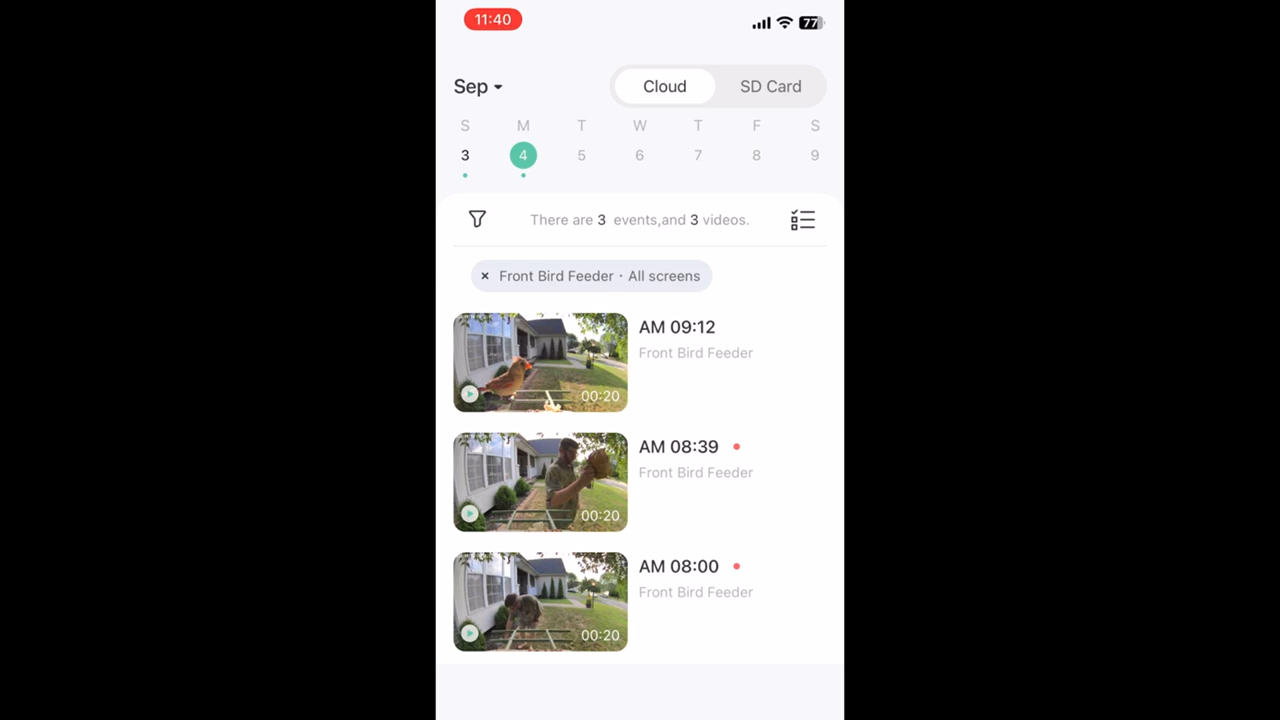 11:40
77
Sep
Cloud
SD Card
S M T W T F S
3 4 5 6 7 8 9
There are 3 events,and 3 videos.
× Front Bird Feeder · All screens
AM 09:12
Front Bird Feeder
00:20
AM 08:39
Front Bird Feeder
00:20
AM 08:00
Front Bird Feeder
00:20